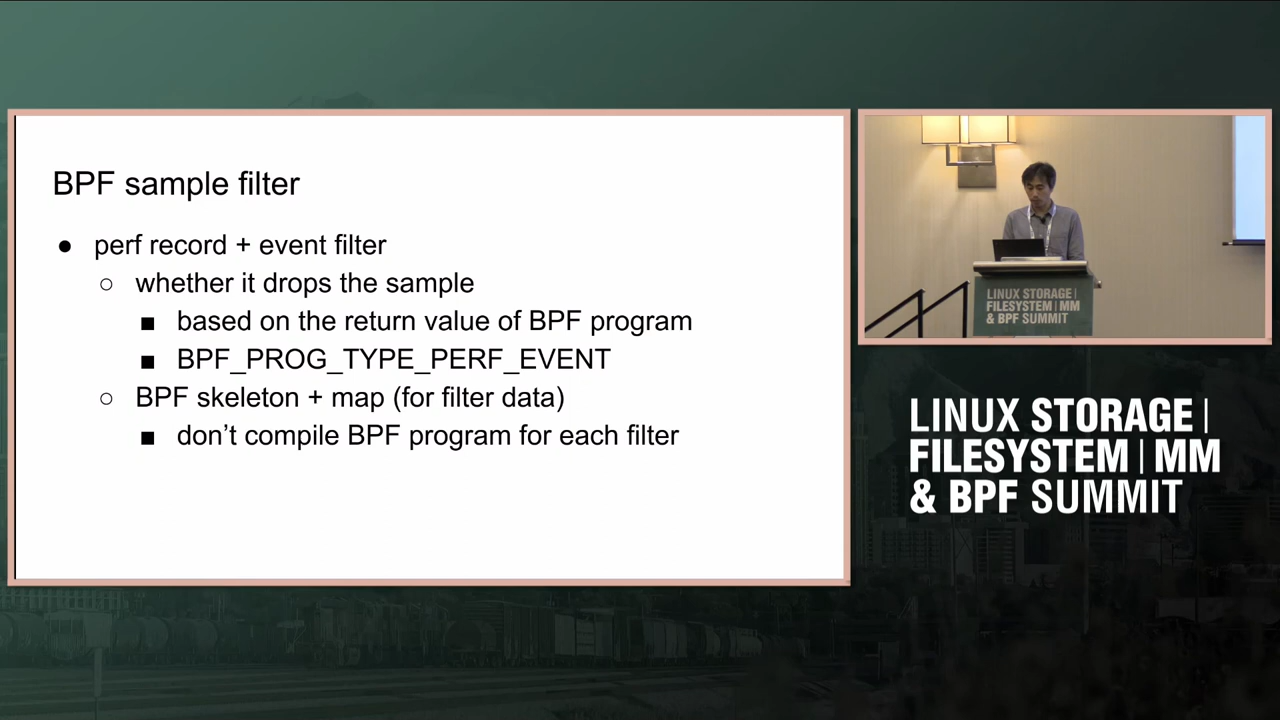 BPF sample filter
● perf record + event filter
○ whether it drops the sample
■ based on the return value of BPF program
■ BPF_PROG_TYPE_PERF_EVENT
○ BPF skeleton + map (for filter data)
■ don’t compile BPF program for each filter
LINUX STORAGE |
FILESYSTEM | MM
& BPF SUMMIT
LINUX STORAGE |
FILESYSTEM | MM
& BPF SUMMIT